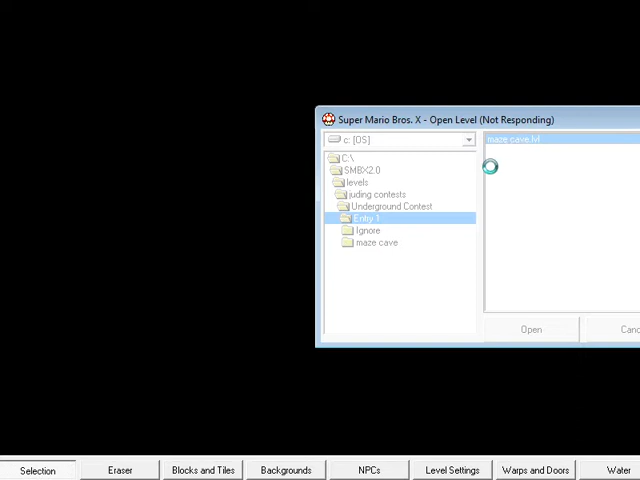 Super Mario Bros. X - Open Level (Not Responding)
c: [OS]
maze cave.lvl
C:\
SMBX2.0
levels
juding contests
Underground Contest
Entry 1
Ignore
maze cave
Open
Canc
Selection
Eraser
Blocks and Tiles
Backgrounds
NPCs
Level Settings
Warps and Doors
Water